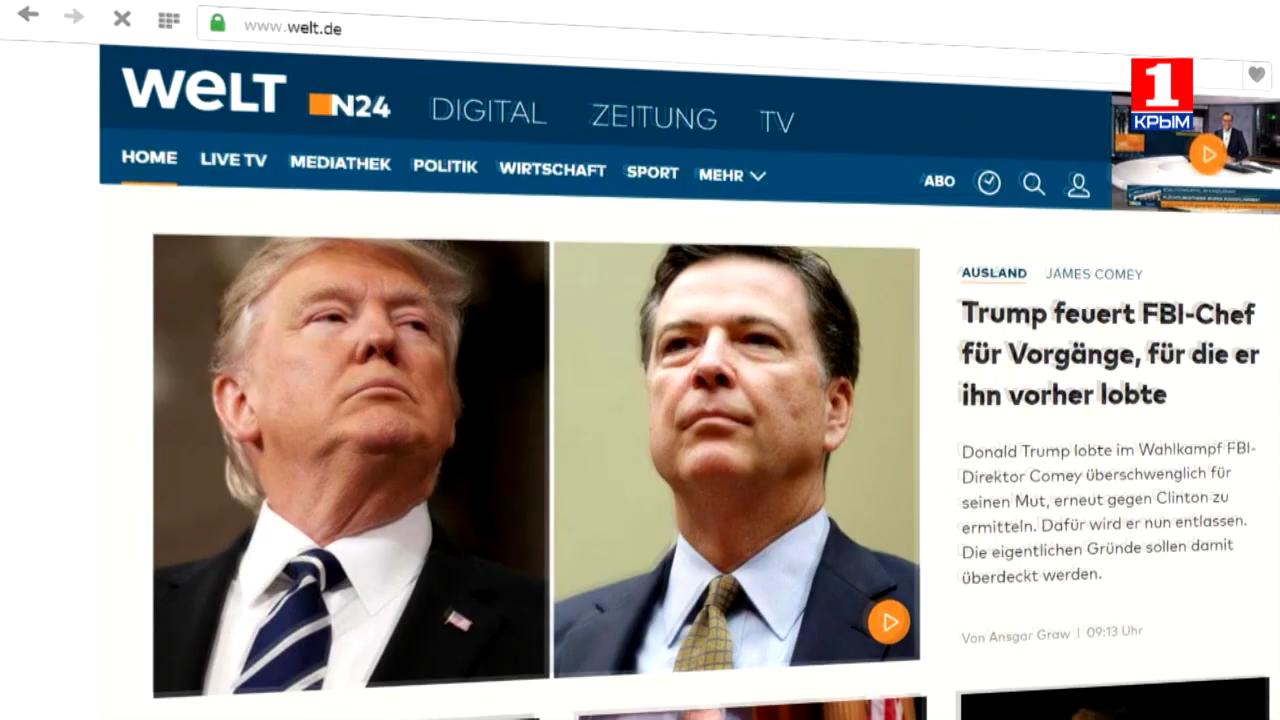 www.welt.de
1
КРЫМ
WELT N24 DIGITAL ZEITUNG TV
HOME LIVE TV MEDIATHEK POLITIK WIRTSCHAFT SPORT MEHR ABO
AUSLAND JAMES COMEY
Trump feuert FBI-Chef
für Vorgänge, für die er
ihn vorher lobte
Donald Trump lobte im Wahlkampf FBI-
Direktor Comey überschwenglich für
seinen Mut, erneut gegen Clinton zu
ermitteln. Dafür wird er nun entlassen.
Die eigentlichen Gründe sollen damit
überdeckt werden.
Von Ansgar Graw | 09:13 Uhr